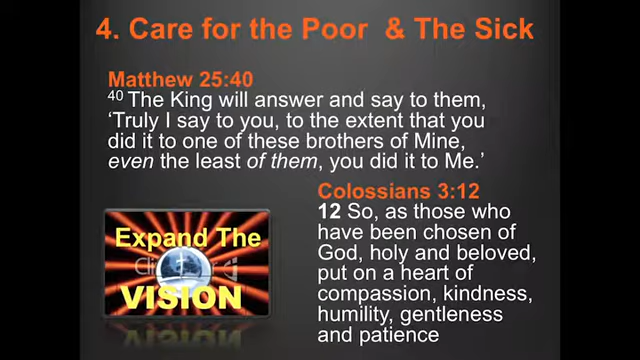 4. Care for the Poor & The Sick
Matthew 25:40
40 The King will answer and say to them,
‘Truly I say to you, to the extent that you
did it to one of these brothers of Mine,
even the least of them, you did it to Me.’
Colossians 3:12
12 So, as those who
have been chosen of
God, holy and beloved,
put on a heart of
compassion, kindness,
humility, gentleness
and patience
Expand The
VISION